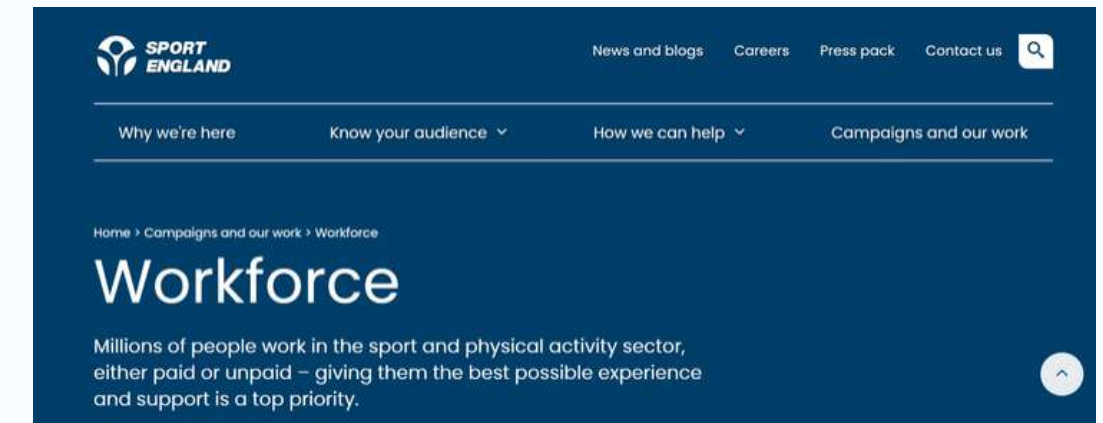 SPORT
ENGLAND
News and blogs Careers Press pack Contact us
Why we're here Know your audience How we can help Campaigns and our work
Home > Campaigns and our work > Workforce
Workforce
Millions of people work in the sport and physical activity sector,
either paid or unpaid – giving them the best possible experience
and support is a top priority.